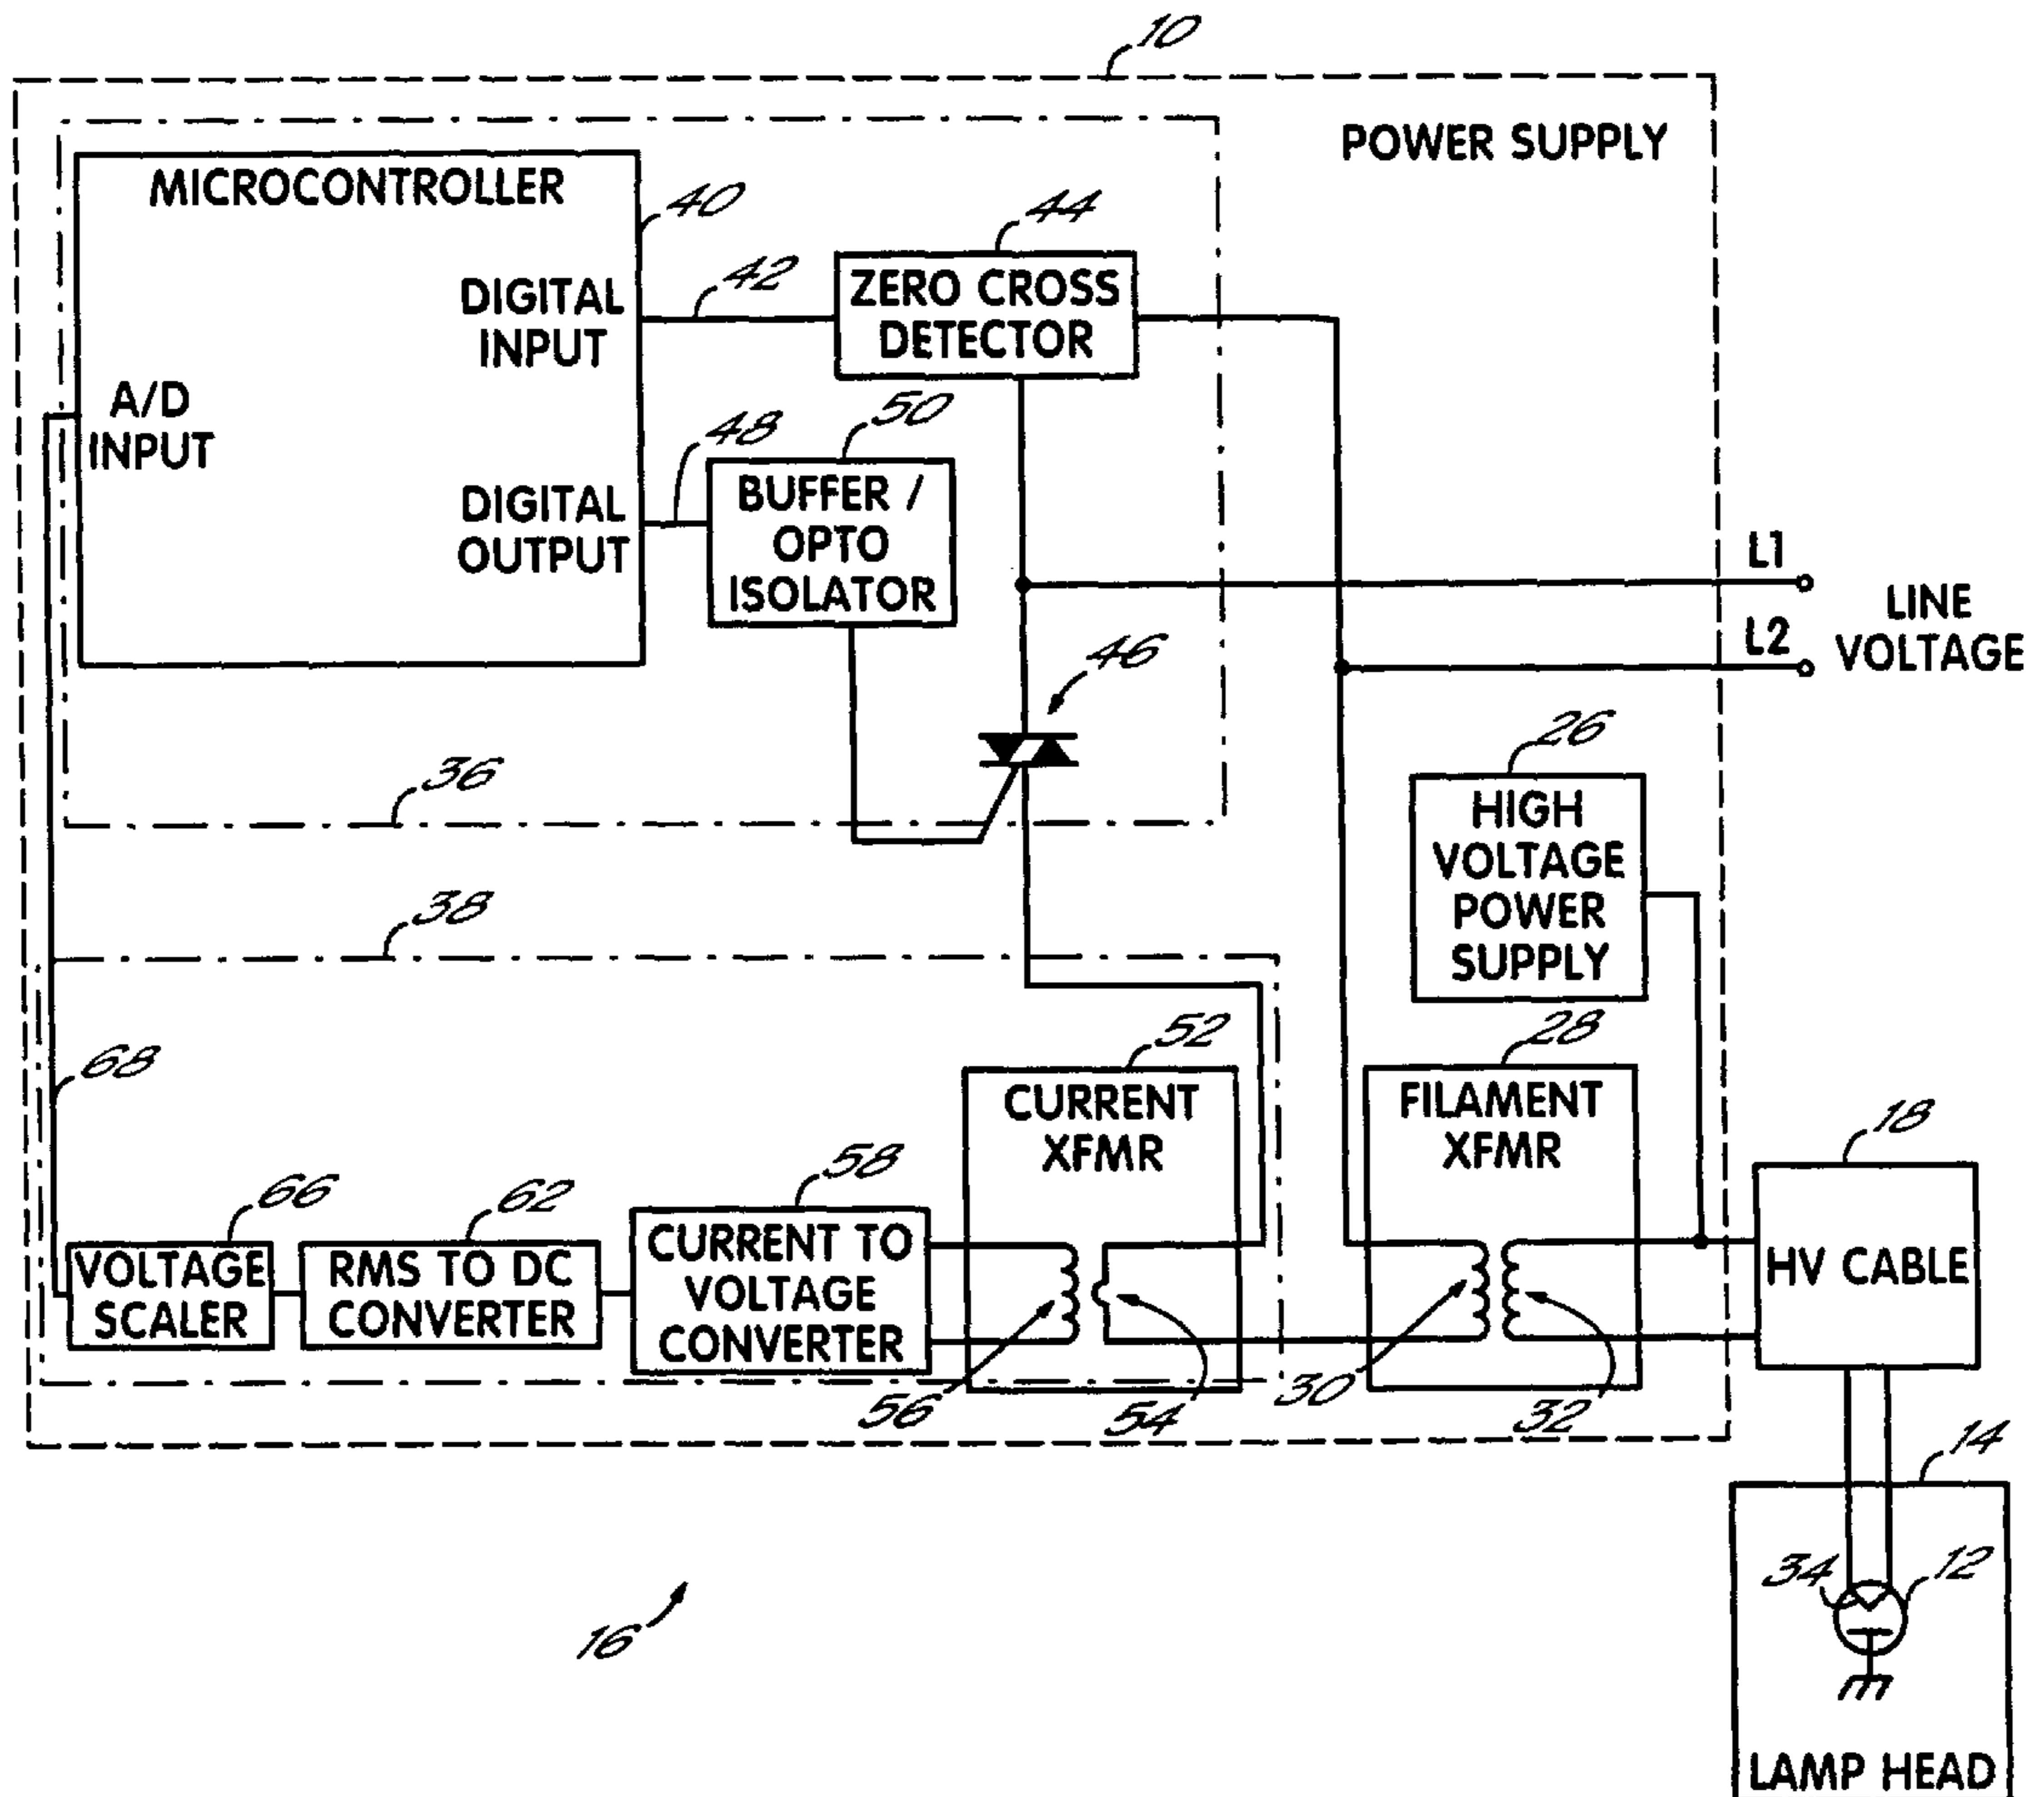 10
POWER SUPPLY
MICROCONTROLLER
40
44
42
ZERO CROSS
DETECTOR
DIGITAL
INPUT
A/D
INPUT
50
48
DIGITAL
OUTPUT
BUFFER /
OPTO
ISOLATOR
L1
L2
LINE
VOLTAGE
46
36
26
HIGH
VOLTAGE
POWER
SUPPLY
38
68
52
CURRENT
XFMR
28
FILAMENT
XFMR
18
HV CABLE
66
VOLTAGE
SCALER
62
RMS TO DC
CONVERTER
58
CURRENT TO
VOLTAGE
CONVERTER
56
54
30
32
14
34
12
16
LAMP HEAD